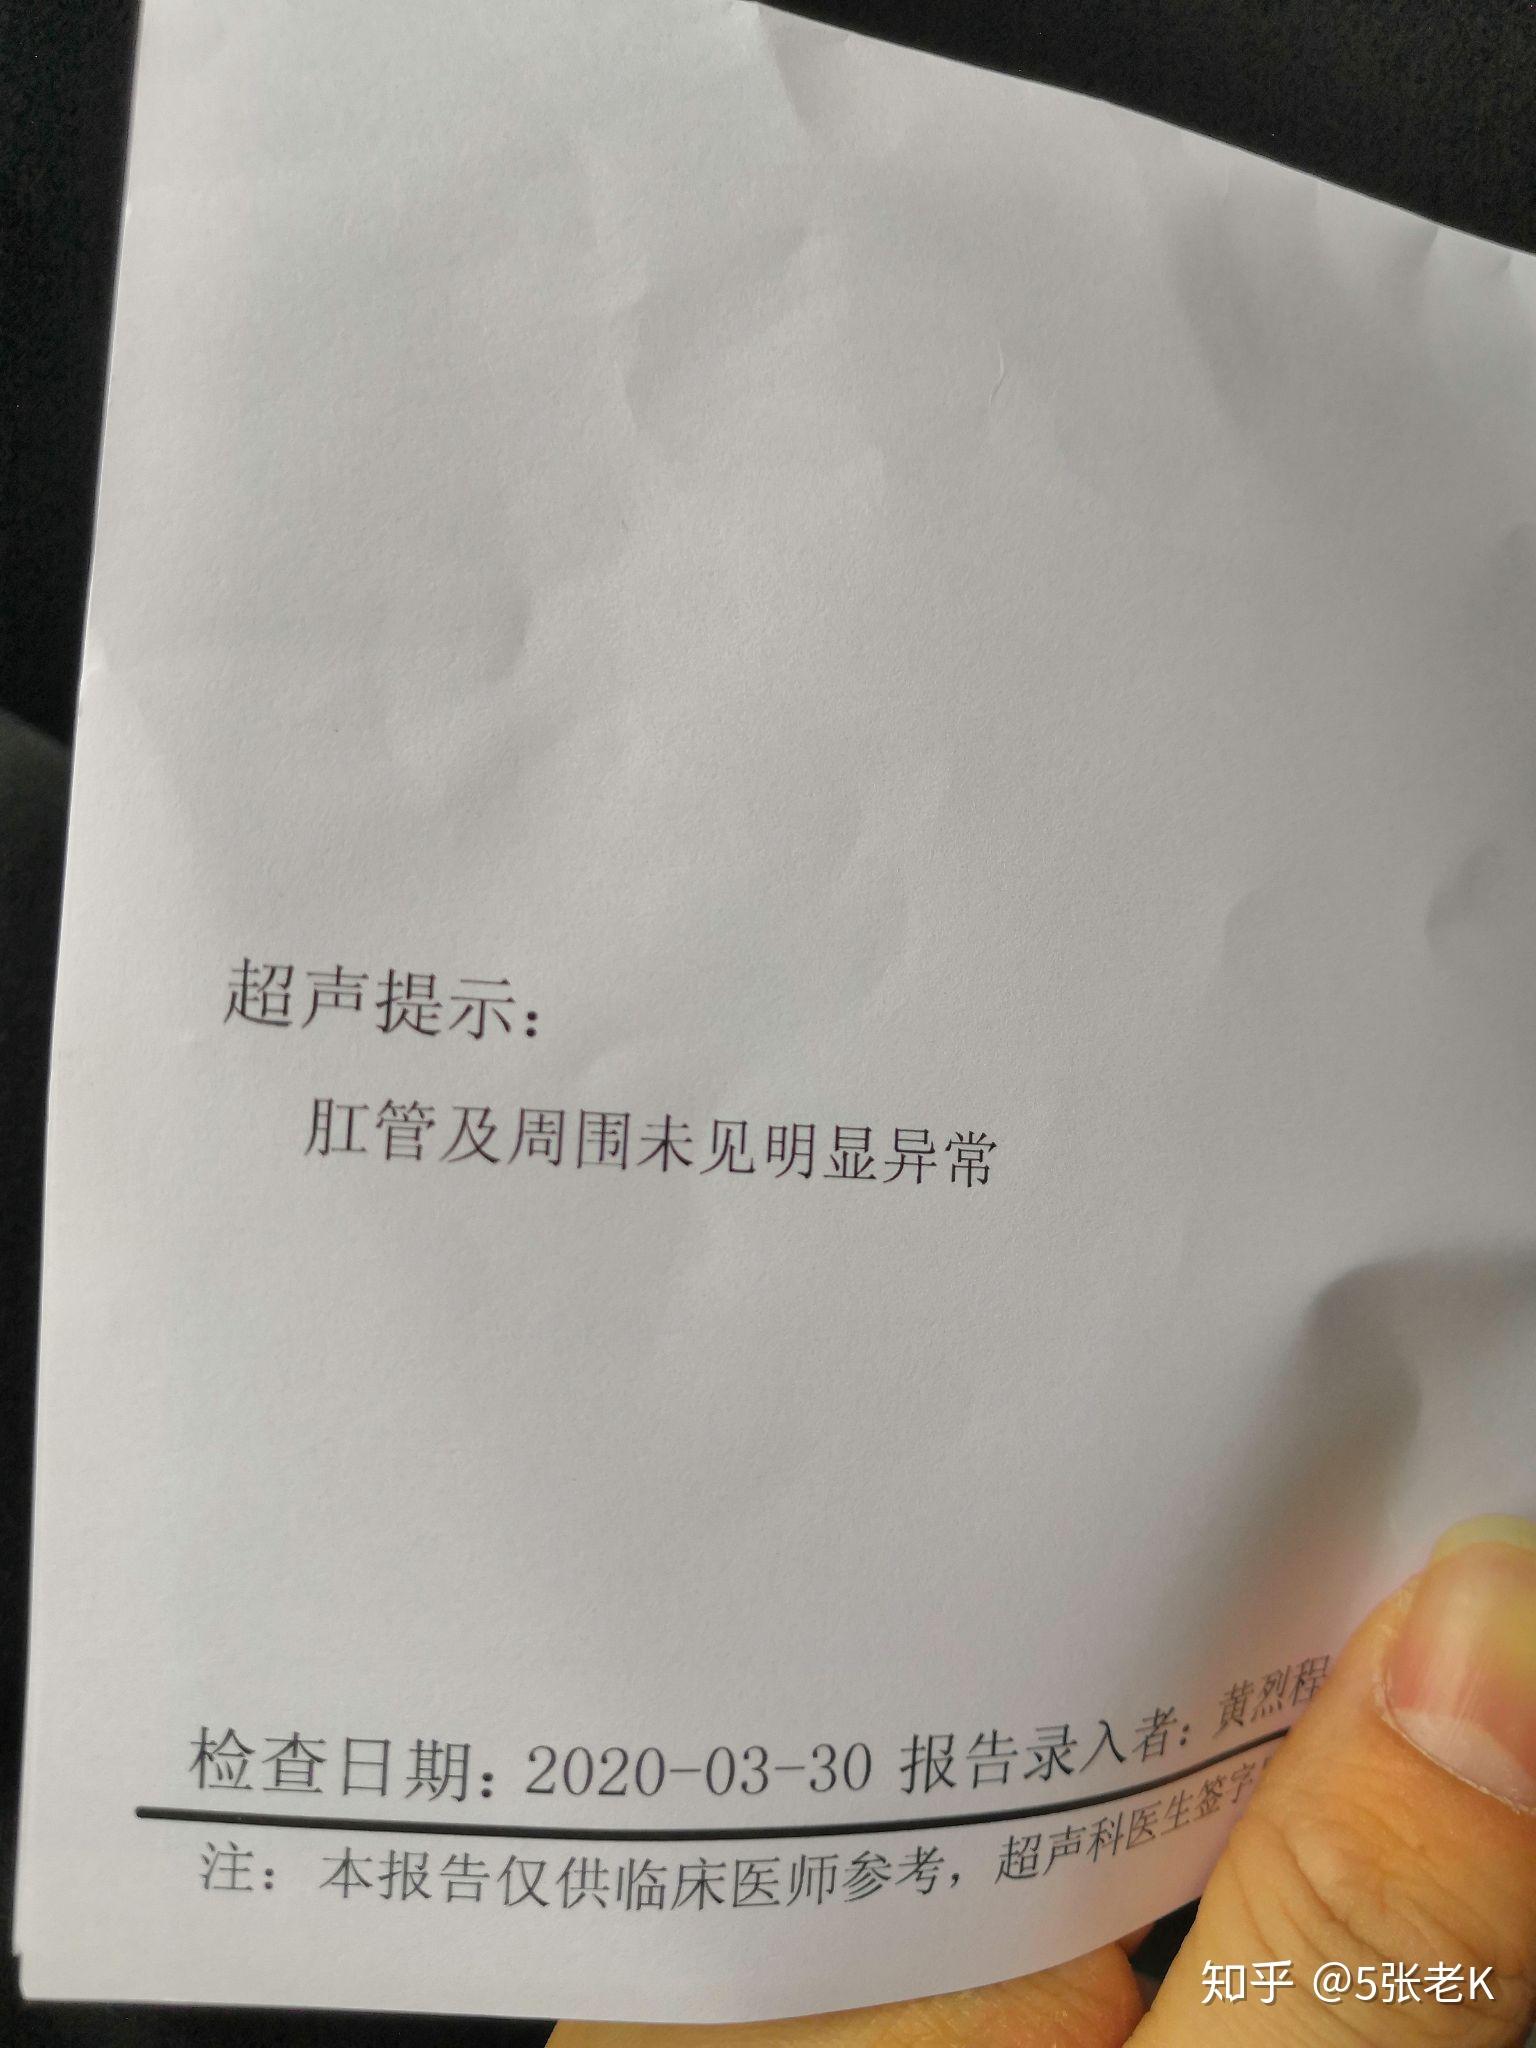 超声提示：
肛管及周围未见明显异常
检查日期：2020-03-30 报告录入者：黄烈程
注：本报告仅供临床医师参考，超声科医生签字
知乎 @5张老K